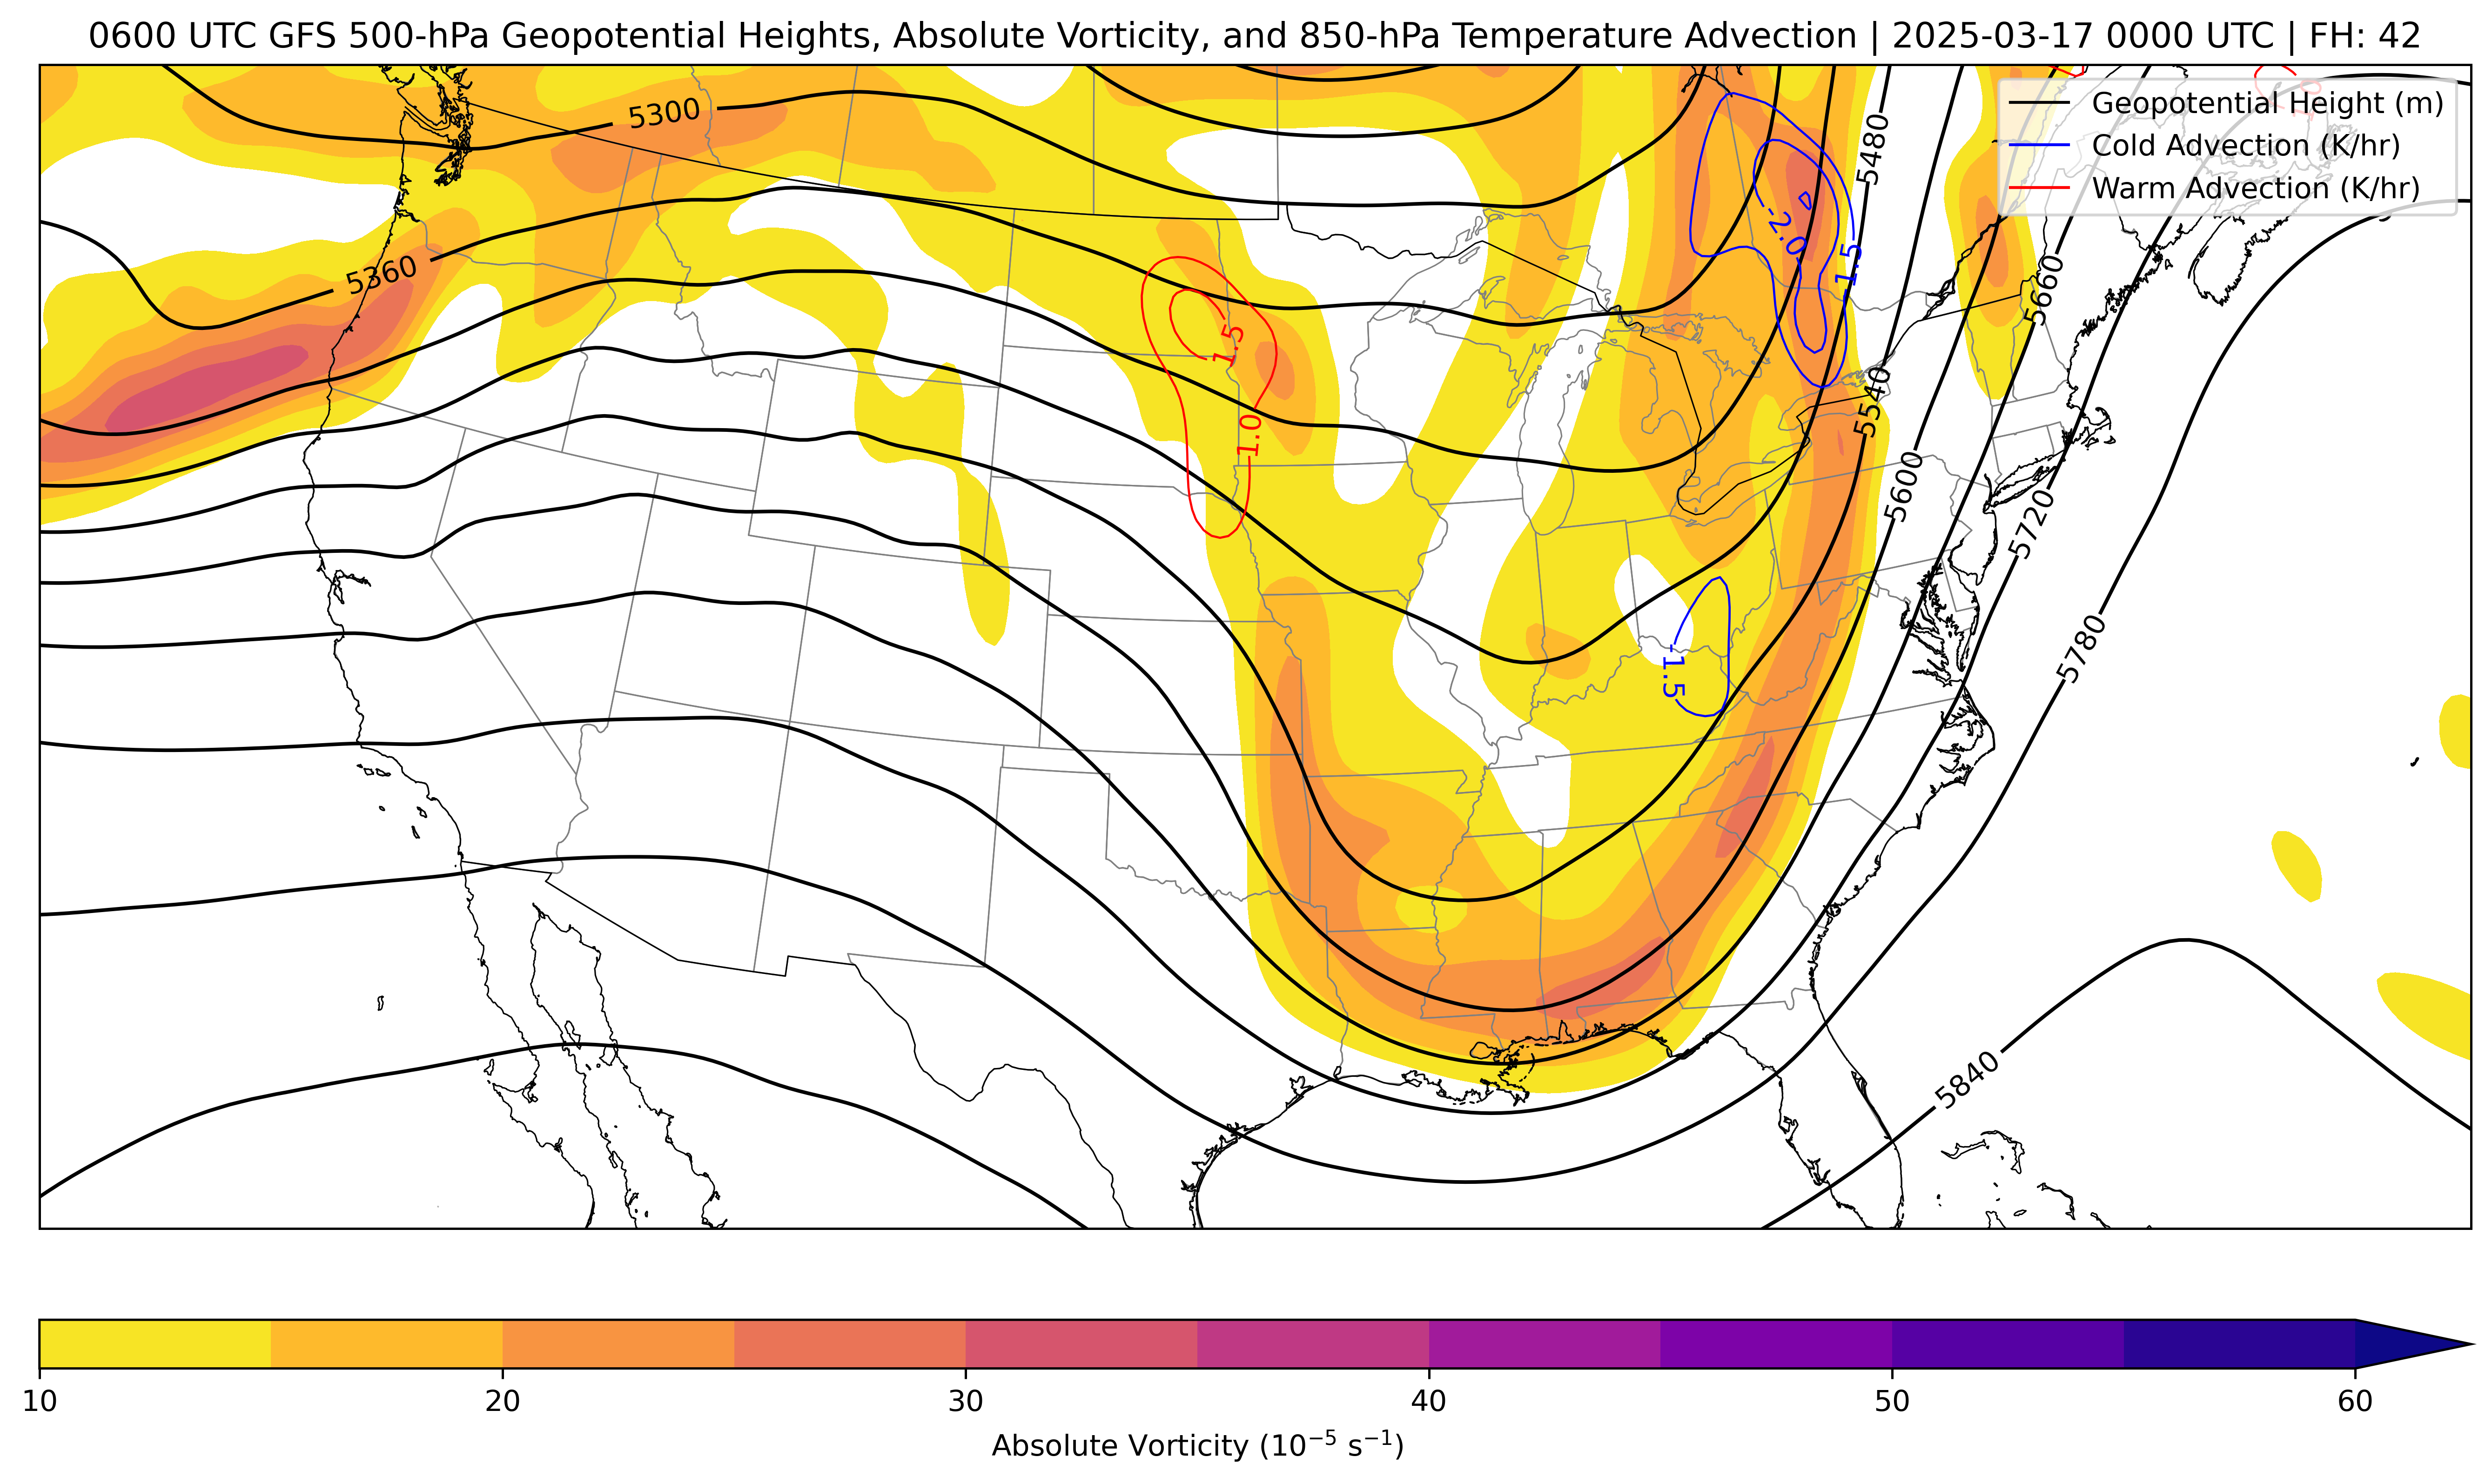 0600 UTC GFS 500-hPa Geopotential Heights, Absolute Vorticity, and 850-hPa Temperature Advection | 2025-03-17 0000 UTC | FH: 42
Geopotential Height (m)
Cold Advection (K/hr)
Warm Advection (K/hr)
5300
5480
5360
-2.0
-1.5
5660
1.5
1.0
5540
5600
5720
5780
-1.5
5840
10 20 30 40 50 60
Absolute Vorticity (10⁻⁵ s⁻¹)